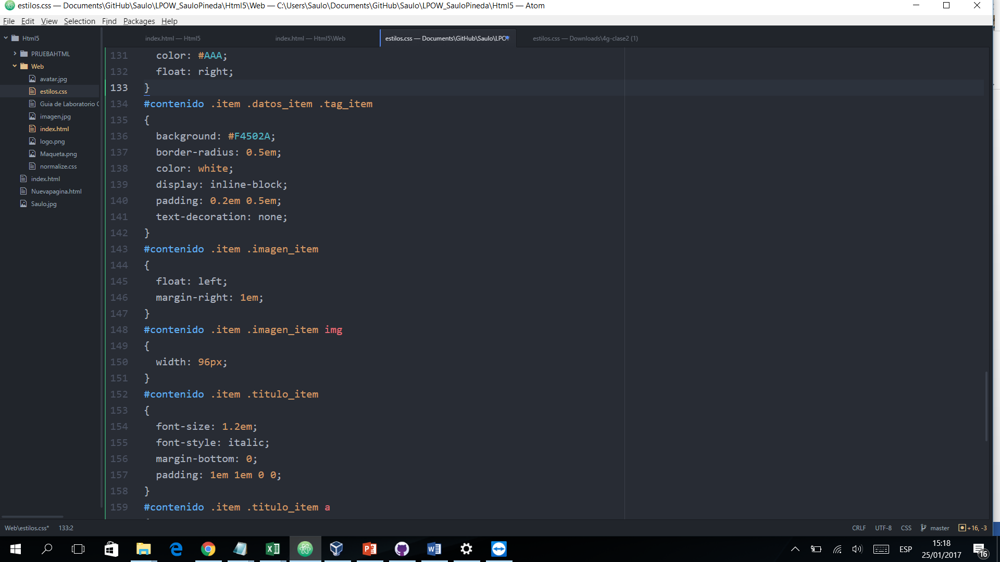 estilos.css — Documents\GitHub\Saulo\LPOW_SauloPineda\Html5\Web — C:\Users\Saulo\Documents\GitHub\Saulo\LPOW_SauloPineda\Html5 — Atom
File Edit View Selection Find Packages Help
Html5
PRUEBAHTML
Web
avatar.jpg
estilos.css
Guia de Laboratorio C
imagen.jpg
index.html
logo.png
Maqueta.png
normalize.css
index.html
Nuevapagina.html
Saulo.jpg
index.html — Html5
index.html — Html5\Web
estilos.css — Documents\GitHub\Saulo\LPO
estilos.css — Downloads\4g-clase2 (1)
131 color: #AAA;
132 float: right;
133 }
134 #contenido .item .datos_item .tag_item
135 {
136 background: #F4502A;
137 border-radius: 0.5em;
138 color: white;
139 display: inline-block;
140 padding: 0.2em 0.5em;
141 text-decoration: none;
142 }
143 #contenido .item .imagen_item
144 {
145 float: left;
146 margin-right: 1em;
147 }
148 #contenido .item .imagen_item img
149 {
150 width: 96px;
151 }
152 #contenido .item .titulo_item
153 {
154 font-size: 1.2em;
155 font-style: italic;
156 margin-bottom: 0;
157 padding: 1em 1em 0 0;
158 }
159 #contenido .item .titulo_item a
Web\estilos.css* 133:2
CRLF UTF-8 CSS master +16, -3
ESP
15:18
25/01/2017
16